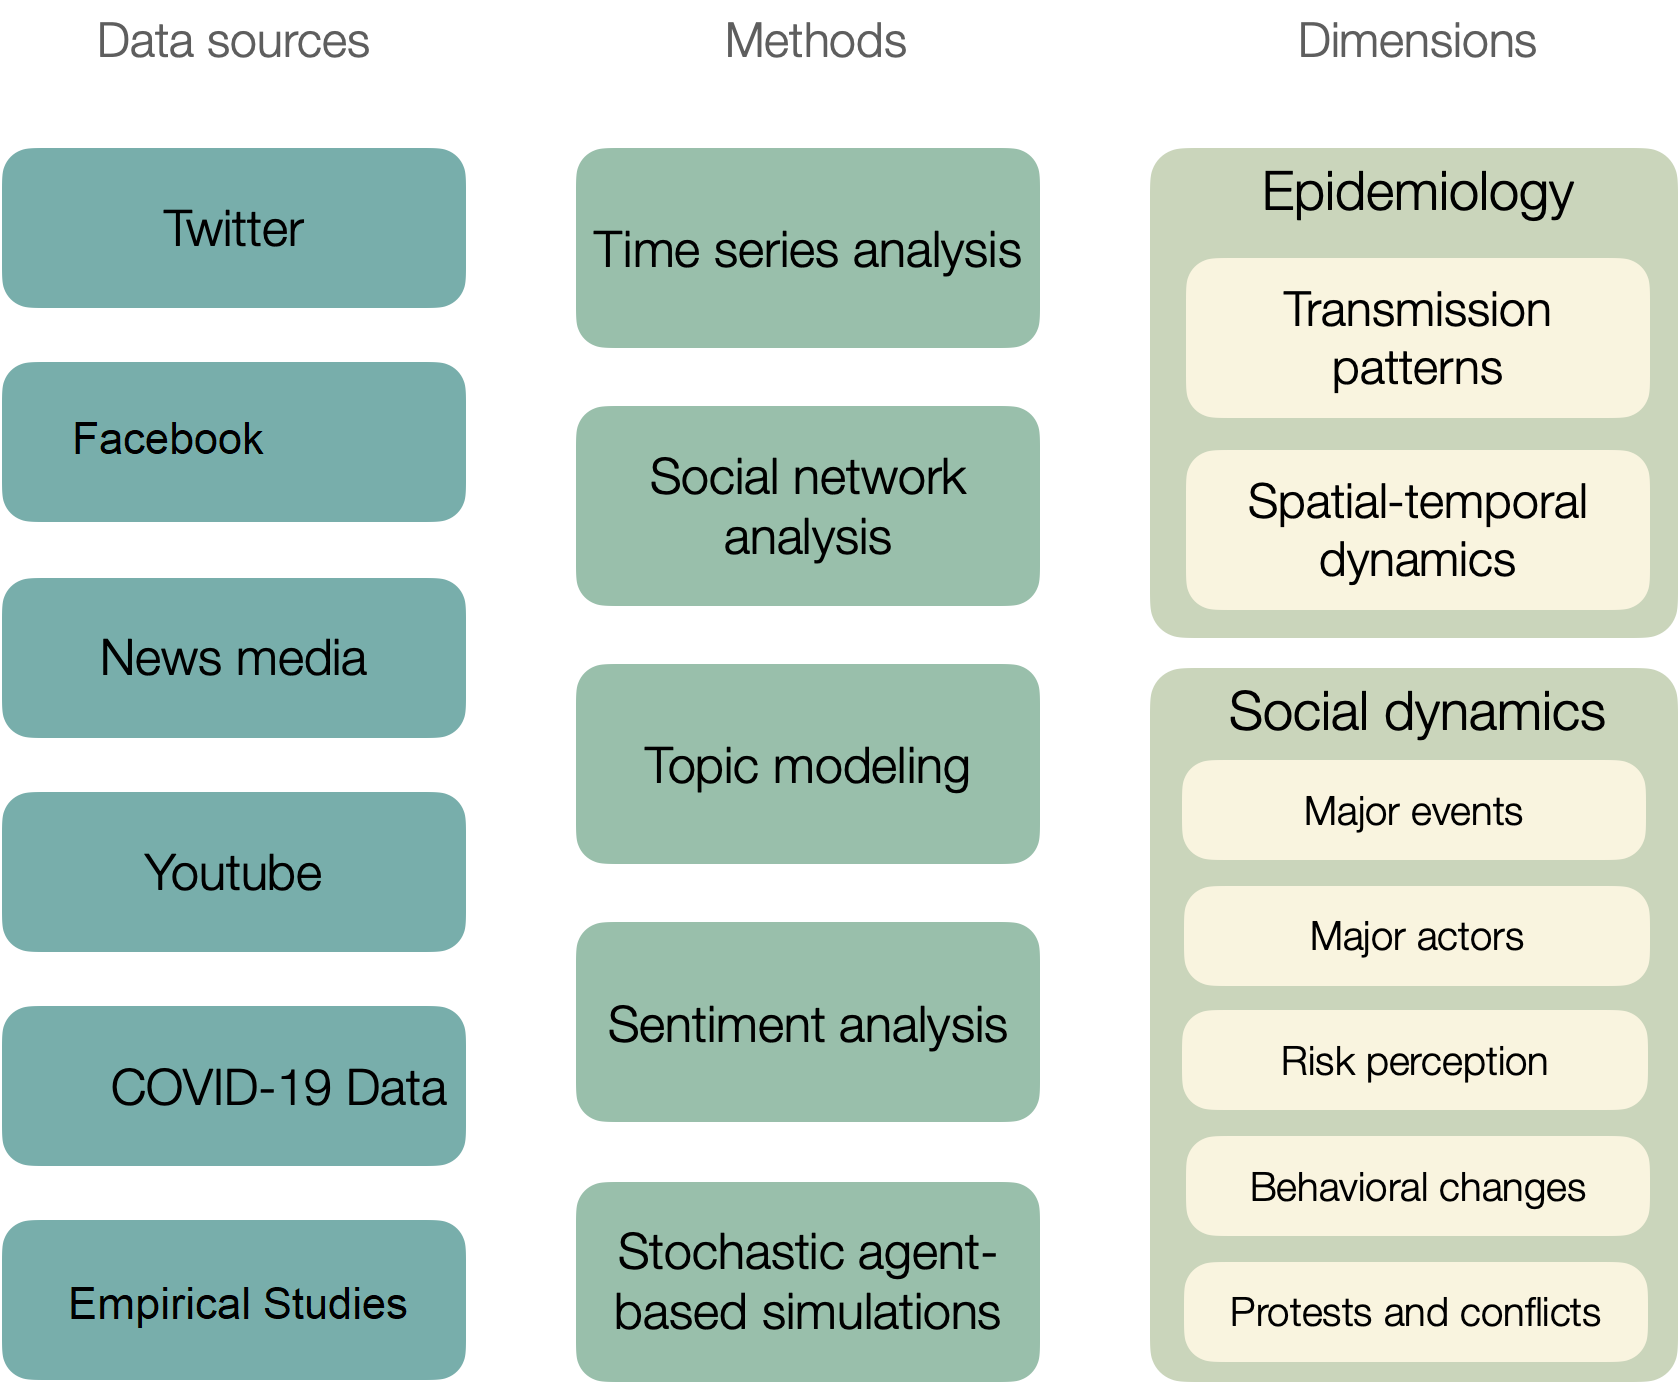 Data sources
Twitter
Facebook
News media
Youtube
COVID-19 Data
Empirical Studies
Methods
Time series analysis
Social network
analysis
Topic modeling
Sentiment analysis
Stochastic agent-
based simulations
Dimensions
Epidemiology
Transmission
patterns
Spatial-temporal
dynamics
Social dynamics
Major events
Major actors
Risk perception
Behavioral changes
Protests and conflicts